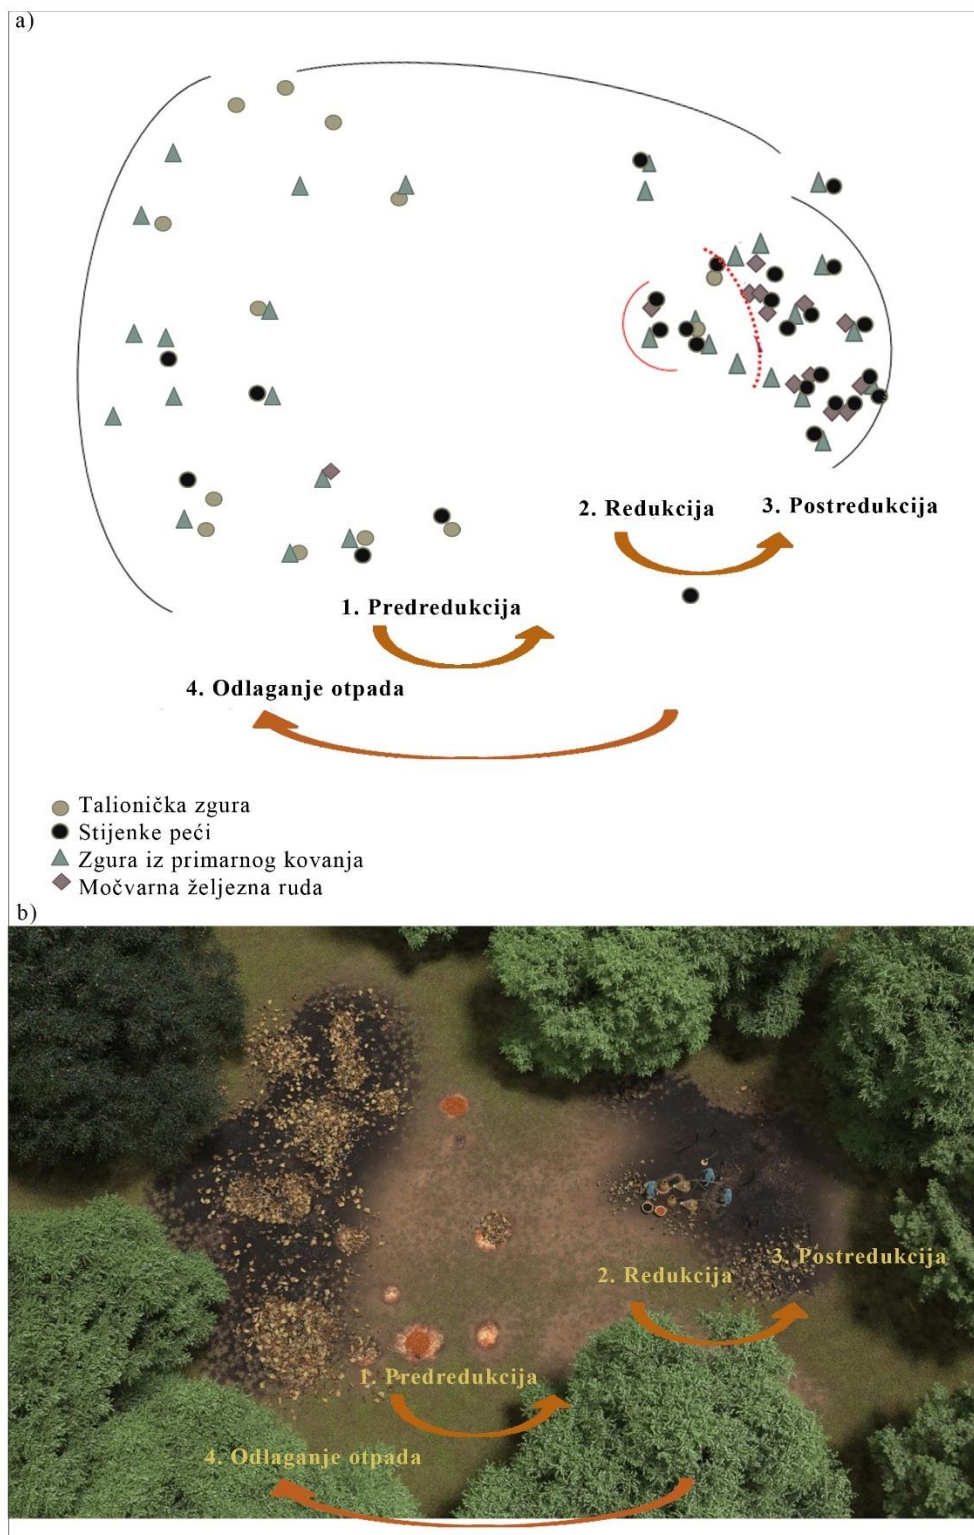 a)
2. Redukcija
3. Postredukcija
1. Predredukcija
4. Odlaganje otpada
Talionička zgura
Stijenke peći
Zgura iz primarnog kovanja
Močvarna željezna ruda
b)
3. Postredukcija
2. Redukcija
1. Predredukcija
4. Odlaganje otpada